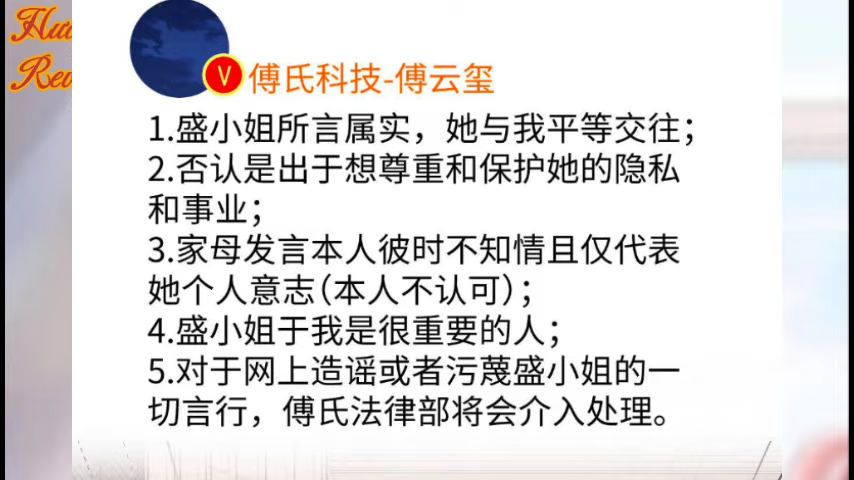 Hu
Rev
V
傅氏科技-傅云玺
1.盛小姐所言属实，她与我平等交往；
2.否认是出于想尊重和保护她的隐私
和事业；
3.家母发言本人彼时不知情且仅代表
她个人意志（本人不认可）；
4.盛小姐于我是很重要的人；
5.对于网上造谣或者污蔑盛小姐的一
切言行，傅氏法律部将会介入处理。